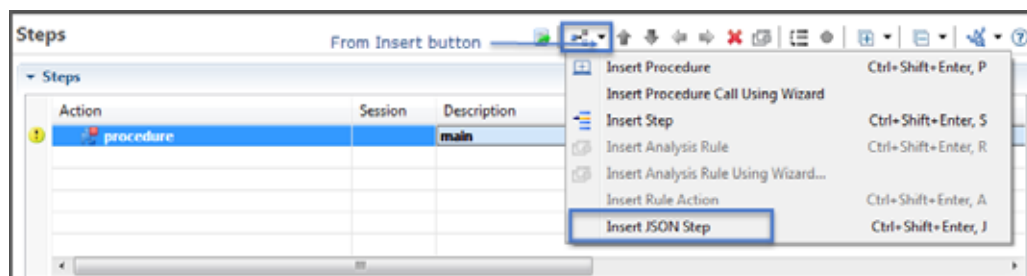 Steps
From Insert button
Steps
Action Session Description
procedure main
Insert Procedure Ctrl+Shift+Enter, P
Insert Procedure Call Using Wizard
Insert Step Ctrl+Shift+Enter, S
Insert Analysis Rule Ctrl+Shift+Enter, R
Insert Analysis Rule Using Wizard...
Insert Rule Action Ctrl+Shift+Enter, A
Insert JSON Step Ctrl+Shift+Enter, J